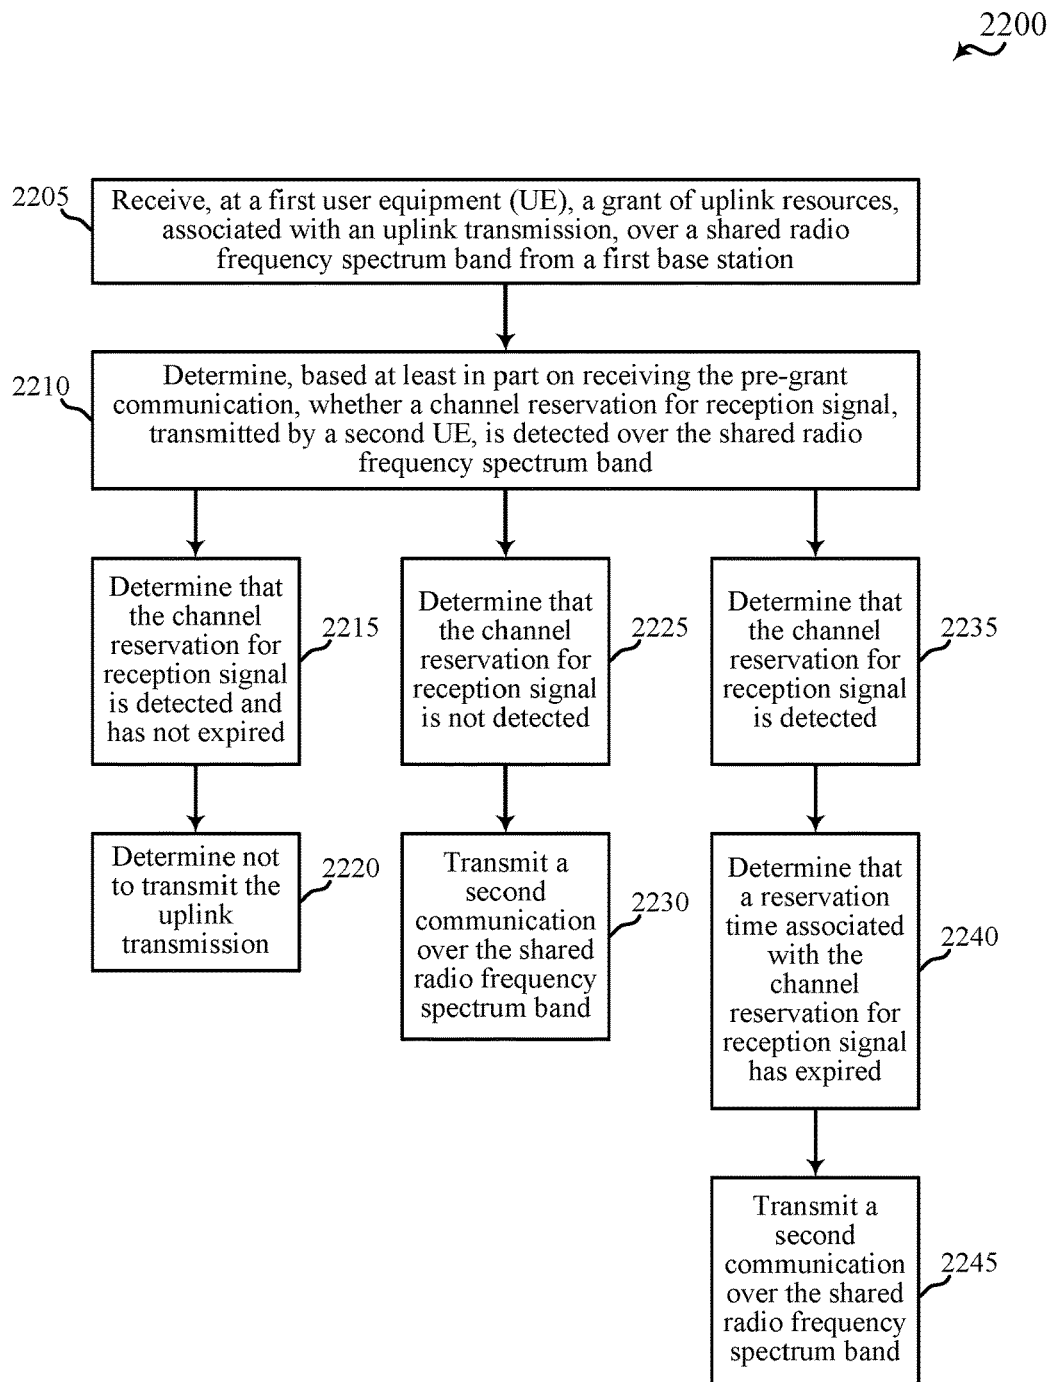 2200
2205
Receive, at a first user equipment (UE), a grant of uplink resources,
associated with an uplink transmission, over a shared radio
frequency spectrum band from a first base station
2210
Determine, based at least in part on receiving the pre-grant
communication, whether a channel reservation for reception signal,
transmitted by a second UE, is detected over the shared radio
frequency spectrum band
Determine that
the channel
reservation for
reception signal
is detected and
has not expired
2215
Determine that
the channel
reservation for
reception signal
is not detected
2225
Determine that
the channel
reservation for
reception signal
is detected
2235
Determine not
to transmit the
uplink
transmission
2220
Transmit a
second
communication
over the shared
radio frequency
spectrum band
2230
Determine that
a reservation
time associated
with the
channel
reservation for
reception signal
has expired
2240
Transmit a
second
communication
over the shared
radio frequency
spectrum band
2245